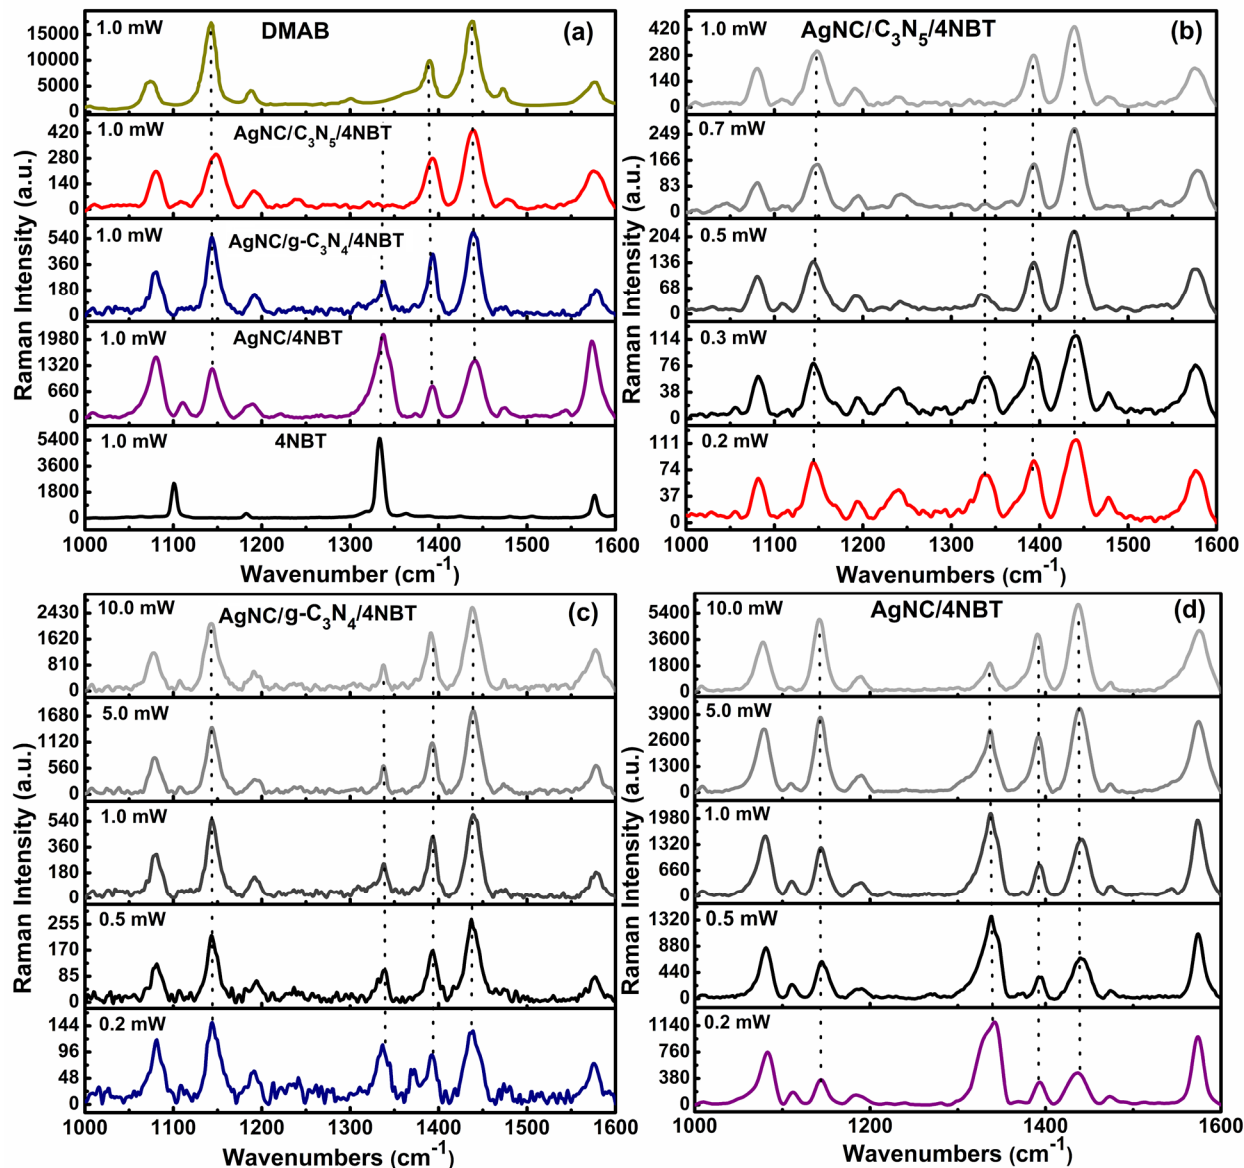 1.0 mW DMAB (a)
15000
10000
5000
0
1.0 mW AgNC/C₃N₅/4NBT
420
280
140
0
1.0 mW AgNC/g-C₃N₄/4NBT
540
360
180
0
1.0 mW AgNC/4NBT
1980
1320
660
0
1.0 mW 4NBT
5400
3600
1800
0
1000 1100 1200 1300 1400 1500 1600
Wavenumber (cm⁻¹)
Raman Intensity (a.u.)
1.0 mW AgNC/C₃N₅/4NBT (b)
420
280
140
0
0.7 mW
249
166
83
0
0.5 mW
204
136
68
0
0.3 mW
114
76
38
0
0.2 mW
111
74
37
0
1000 1100 1200 1300 1400 1500 1600
Wavenumbers (cm⁻¹)
Raman Intensity (a.u.)
10.0 mW AgNC/g-C₃N₄/4NBT (c)
2430
1620
810
0
5.0 mW
1680
1120
560
0
1.0 mW
540
360
180
0
0.5 mW
255
170
85
0
0.2 mW
144
96
48
0
1000 1100 1200 1300 1400 1500 1600
Wavenumbers (cm⁻¹)
Raman Intensity (a.u.)
10.0 mW AgNC/4NBT (d)
5400
3600
1800
0
5.0 mW
3900
2600
1300
0
1.0 mW
1980
1320
660
0
0.5 mW
1320
880
440
0
0.2 mW
1140
760
380
0
1000 1200 1400 1600
Wavenumbers (cm⁻¹)
Raman Intensity (a.u.)